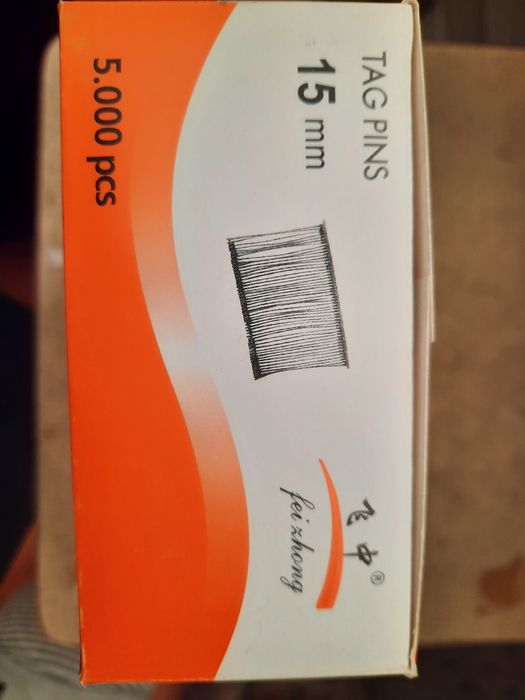 TAG PINS
15 mm
飞中®
fei zhong
5.000 pcs